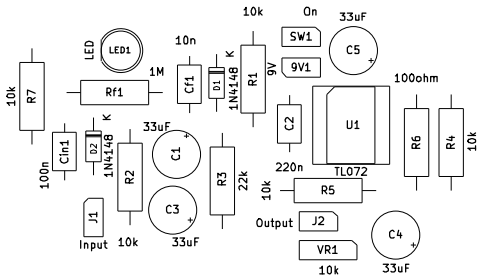 10k
On
33uF
SW1
C5
LED
LED1
10n
K
R1
9V
9V1
1M
100ohm
10k
R7
Rf1
Cf1
D1
1N4148
C2
U1
R6
R4
10k
K
33uF
Cin1
D2
1N4148
C1
100n
R2
R3
22k
220n
TL072
10k
R5
J1
C3
Output
J2
C4
Input
10k
33uF
VR1
10k
33uF